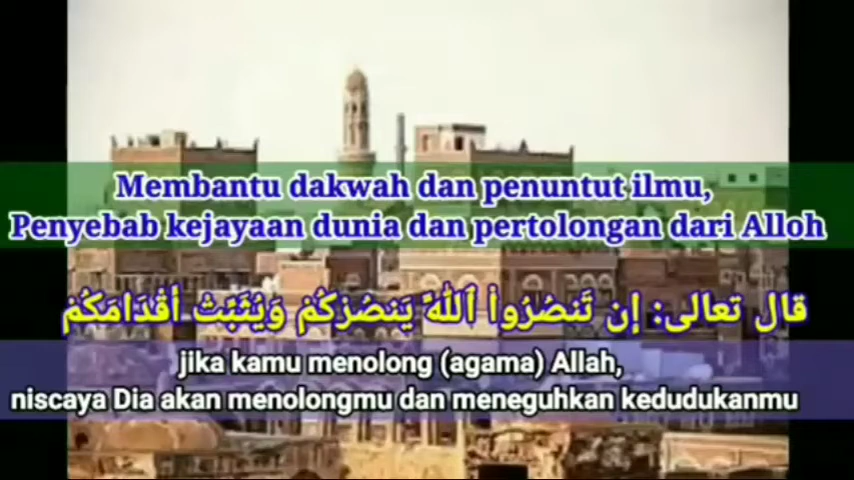 Membantu dakwah dan penuntut ilmu,
Penyebab kejayaan dunia dan pertolongan dari Alloh
قال تعالى: إِن تَنصُرُوا۟ ٱللَّهَ يَنصُرْكُمْ وَيُثَبِّتْ أَقْدَامَكُمْ
jika kamu menolong (agama) Allah,
niscaya Dia akan menolongmu dan meneguhkan kedudukanmu